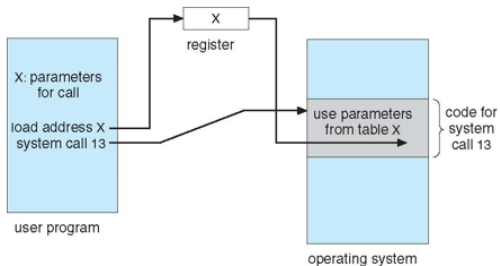 X
register
X: parameters
for call
load address X
system call 13
user program
use parameters
from table X
code for
system
call 13
operating system